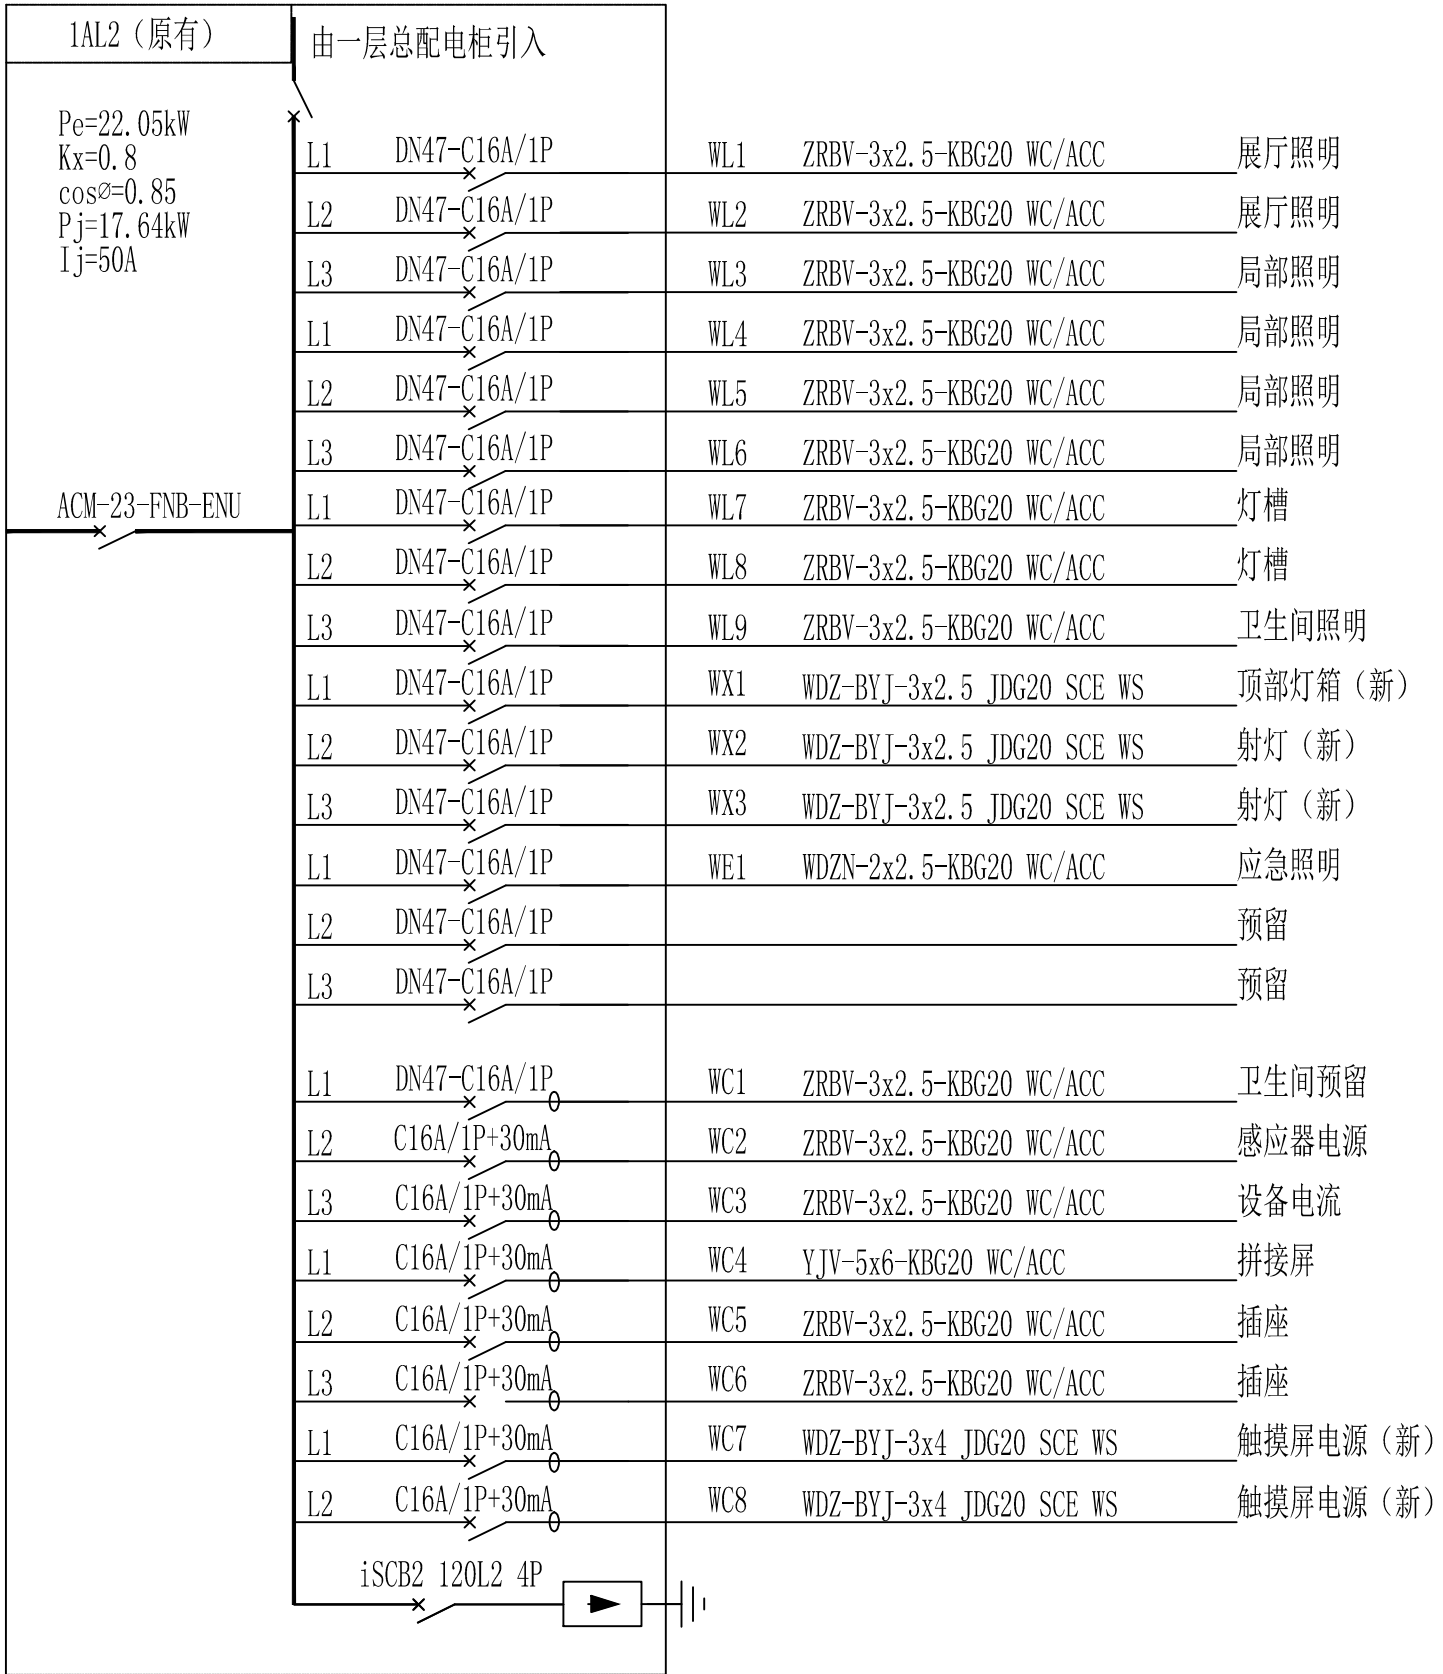 1AL2（原有）
由一层总配电柜引入
Pe=22.05kW
Kx=0.8
cosø=0.85
Pj=17.64kW
Ij=50A
ACM-23-FNB-ENU
L1 DN47-C16A/1P WL1 ZRBV-3x2.5-KBG20 WC/ACC 展厅照明
L2 DN47-C16A/1P WL2 ZRBV-3x2.5-KBG20 WC/ACC 展厅照明
L3 DN47-C16A/1P WL3 ZRBV-3x2.5-KBG20 WC/ACC 局部照明
L1 DN47-C16A/1P WL4 ZRBV-3x2.5-KBG20 WC/ACC 局部照明
L2 DN47-C16A/1P WL5 ZRBV-3x2.5-KBG20 WC/ACC 局部照明
L3 DN47-C16A/1P WL6 ZRBV-3x2.5-KBG20 WC/ACC 局部照明
L1 DN47-C16A/1P WL7 ZRBV-3x2.5-KBG20 WC/ACC 灯槽
L2 DN47-C16A/1P WL8 ZRBV-3x2.5-KBG20 WC/ACC 灯槽
L3 DN47-C16A/1P WL9 ZRBV-3x2.5-KBG20 WC/ACC 卫生间照明
L1 DN47-C16A/1P WX1 WDZ-BYJ-3x2.5 JDG20 SCE WS 顶部灯箱（新）
L2 DN47-C16A/1P WX2 WDZ-BYJ-3x2.5 JDG20 SCE WS 射灯（新）
L3 DN47-C16A/1P WX3 WDZ-BYJ-3x2.5 JDG20 SCE WS 射灯（新）
L1 DN47-C16A/1P WE1 WDZN-2x2.5-KBG20 WC/ACC 应急照明
L2 DN47-C16A/1P 预留
L3 DN47-C16A/1P 预留
L1 DN47-C16A/1P WC1 ZRBV-3x2.5-KBG20 WC/ACC 卫生间预留
L2 C16A/1P+30mA WC2 ZRBV-3x2.5-KBG20 WC/ACC 感应器电源
L3 C16A/1P+30mA WC3 ZRBV-3x2.5-KBG20 WC/ACC 设备电流
L1 C16A/1P+30mA WC4 YJV-5x6-KBG20 WC/ACC 拼接屏
L2 C16A/1P+30mA WC5 ZRBV-3x2.5-KBG20 WC/ACC 插座
L3 C16A/1P+30mA WC6 ZRBV-3x2.5-KBG20 WC/ACC 插座
L1 C16A/1P+30mA WC7 WDZ-BYJ-3x4 JDG20 SCE WS 触摸屏电源（新）
L2 C16A/1P+30mA WC8 WDZ-BYJ-3x4 JDG20 SCE WS 触摸屏电源（新）
iSCB2 120L2 4P